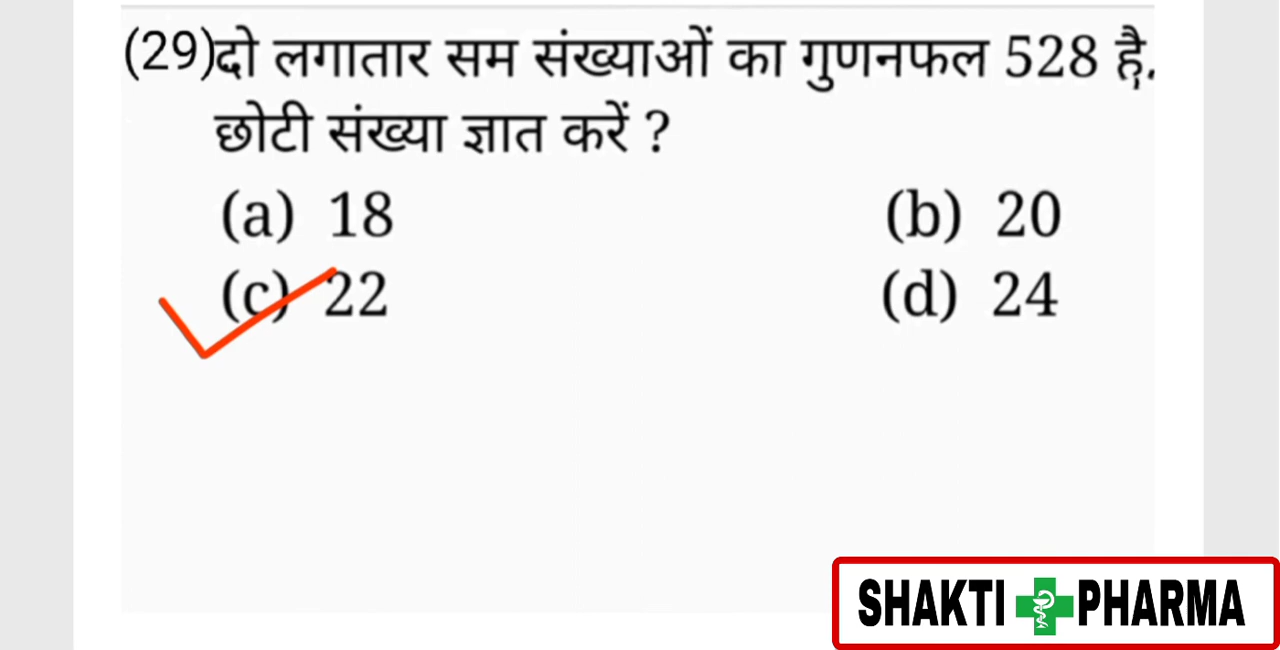 (29)दो लगातार सम संख्याओं का गुणनफल 528 है.
छोटी संख्या ज्ञात करें ?
(a) 18 (b) 20
(c) 22 (d) 24
SHAKTI PHARMA